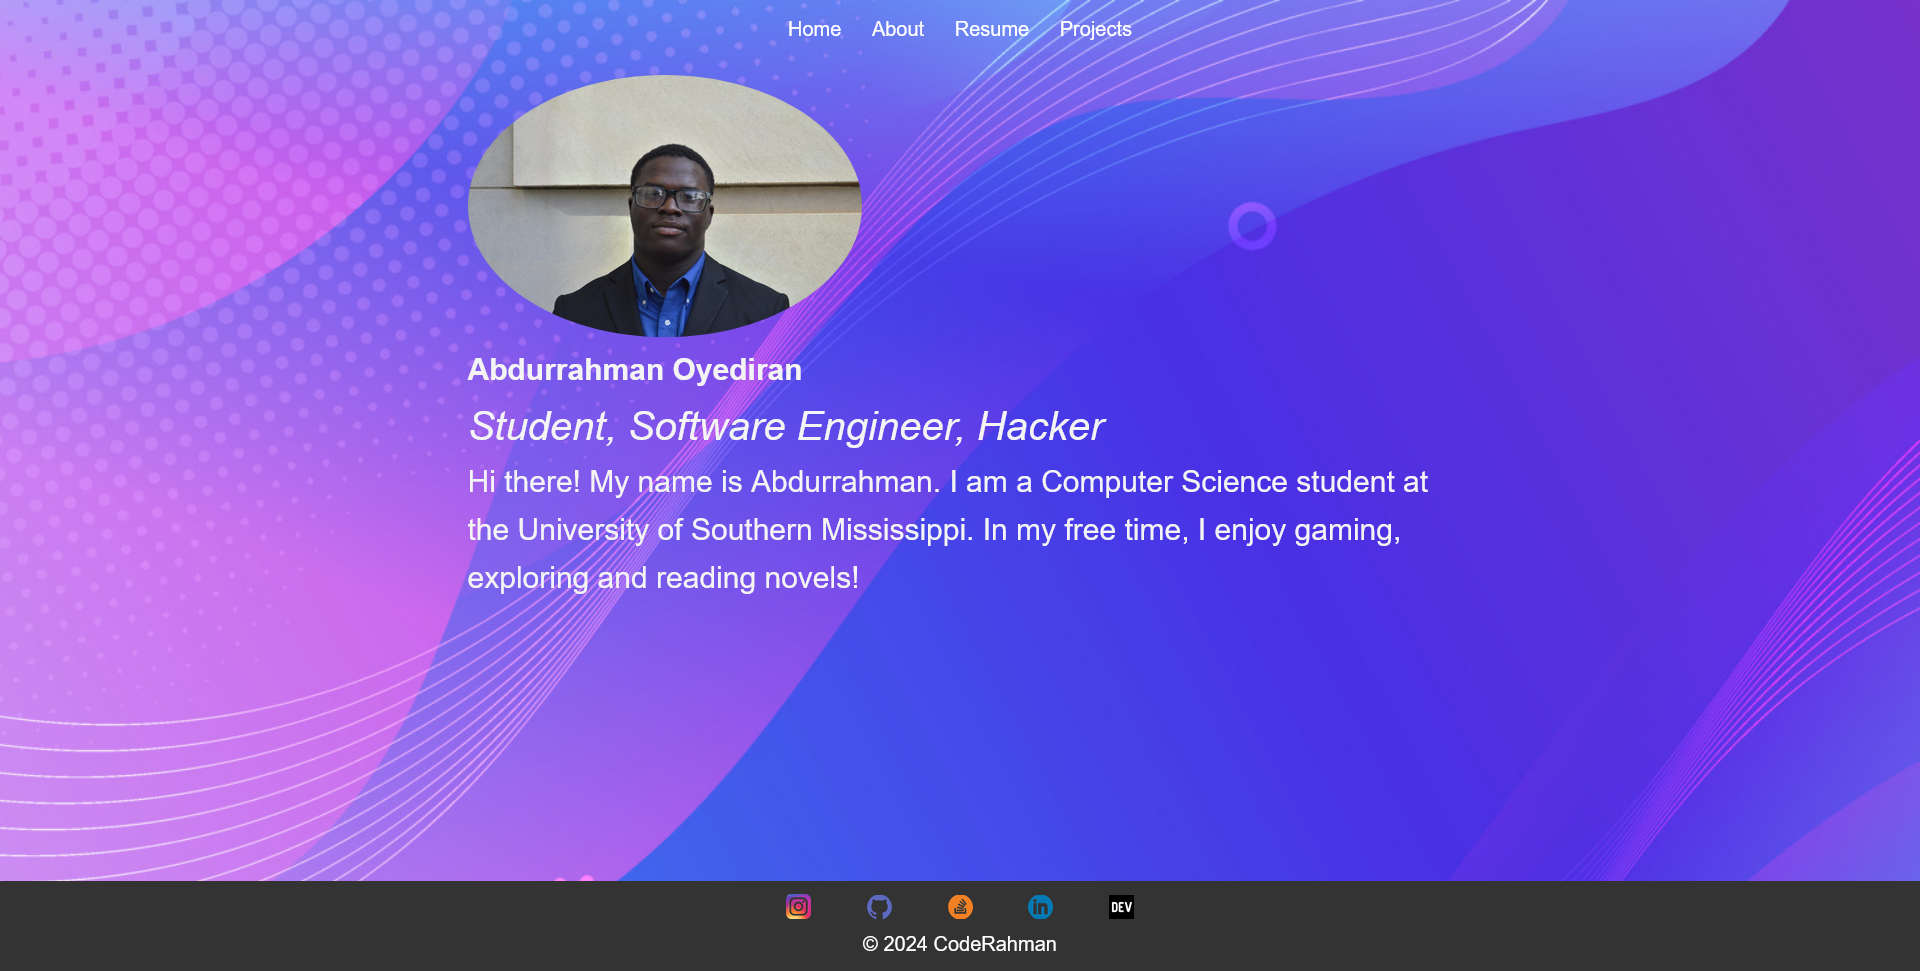 Home About Resume Projects
Abdurrahman Oyediran
Student, Software Engineer, Hacker
Hi there! My name is Abdurrahman. I am a Computer Science student at
the University of Southern Mississippi. In my free time, I enjoy gaming,
exploring and reading novels!
in DEV
© 2024 CodeRahman